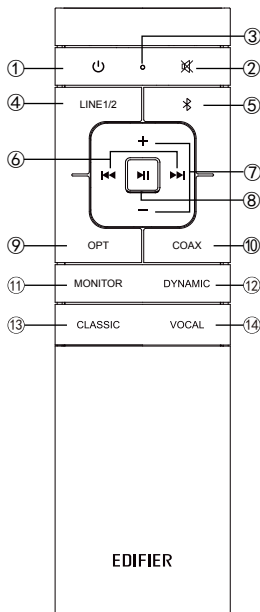 ③
① ②
④ LINE1/2 ⑤
+
⑥ ⑦
⑧
−
⑨ OPT COAX ⑩
⑪ MONITOR DYNAMIC ⑫
⑬ CLASSIC VOCAL ⑭
EDIFIER